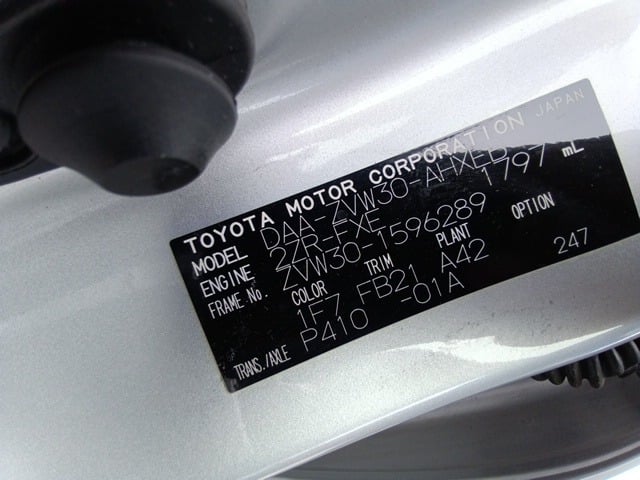 TOYOTA MOTOR CORPORATION JAPAN
MODEL DAA-ZVW30-AHXEB
ENGINE 2ZR-FXE 1797 mL
FRAME No. ZVW30-1596289
COLOR TRIM PLANT OPTION
1F7 FB21 A42 247
TRANS./AXLE P410 -01A